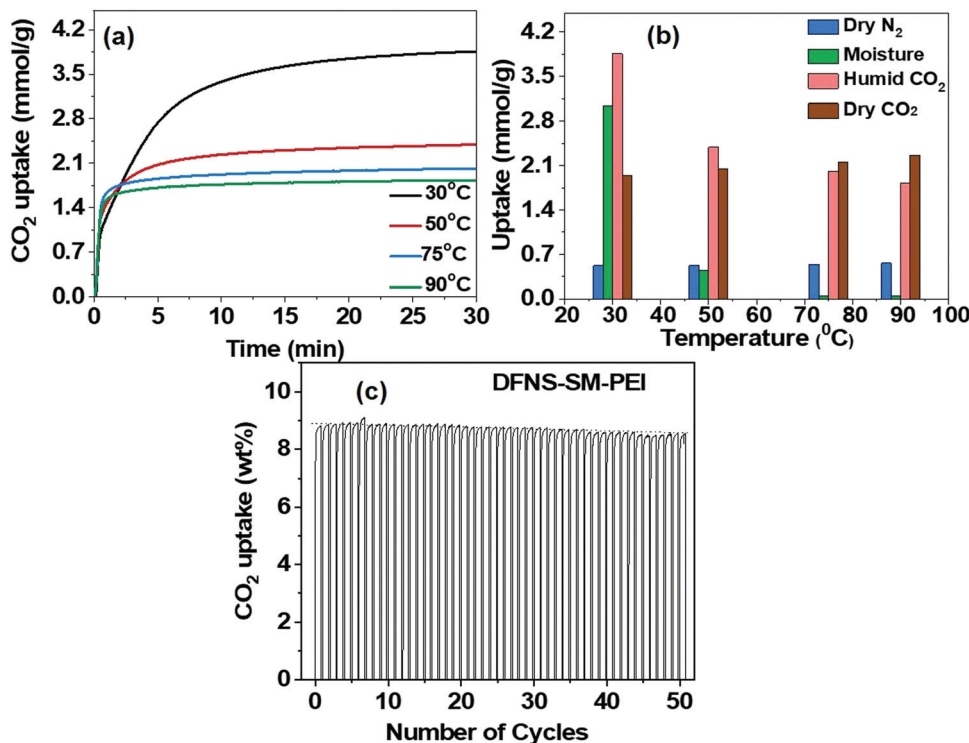 (a)
CO2 uptake (mmol/g)
4.2
3.5
2.8
2.1
1.4
0.7
0.0
30°C
50°C
75°C
90°C
0 5 10 15 20 25 30
Time (min)
(b)
Uptake (mmol/g)
4.2
3.5
2.8
2.1
1.4
0.7
0.0
Dry N2
Moisture
Humid CO2
Dry CO2
20 30 40 50 60 70 80 90 100
Temperature (0C)
(c)
DFNS-SM-PEI
CO2 uptake (wt%)
10
8
6
4
2
0
0 10 20 30 40 50
Number of Cycles